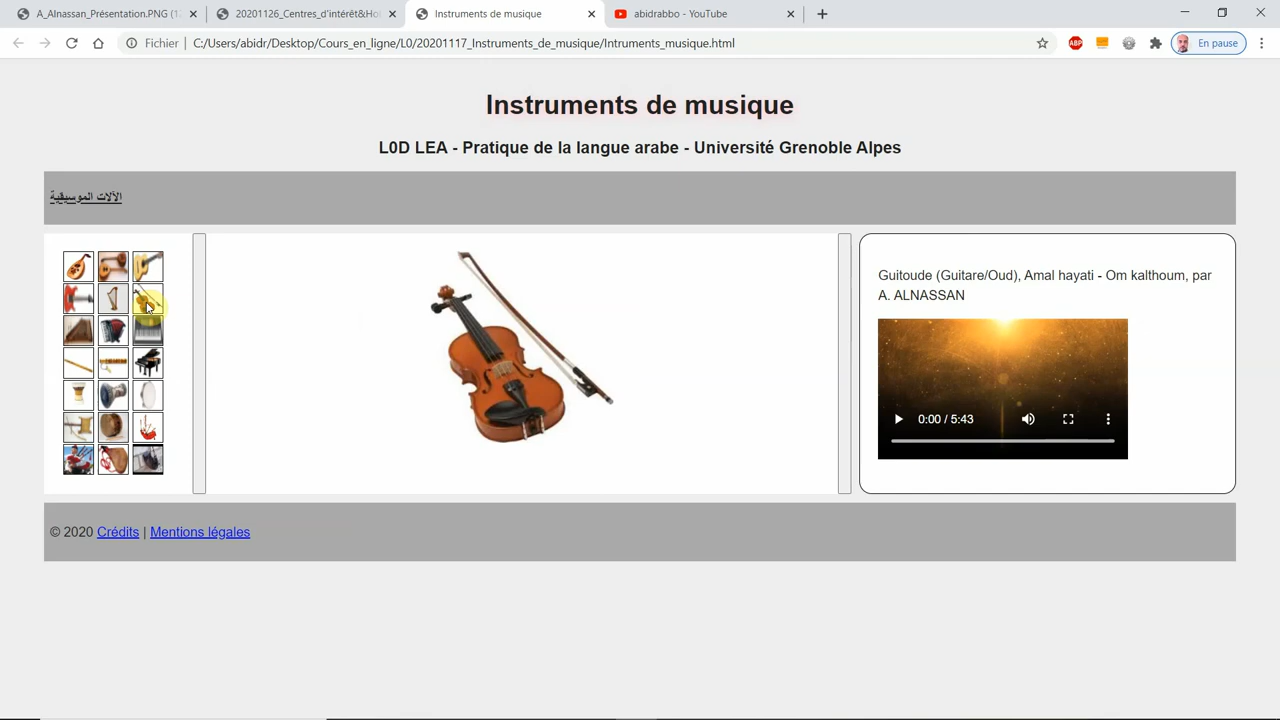 A_Alnassan_Présentation.PNG (1
20201126_Centres_d'intérêt&Ho
Instruments de musique
abidrabbo - YouTube
Fichier | C:/Users/abidr/Desktop/Cours_en_ligne/L0/20201117_Instruments_de_musique/Intruments_musique.html
ABP
En pause
Instruments de musique
L0D LEA - Pratique de la langue arabe - Université Grenoble Alpes
الآلات الموسيقية
Guitoude (Guitare/Oud), Amal hayati - Om kalthoum, par
A. ALNASSAN
0:00 / 5:43
© 2020 Crédits | Mentions légales